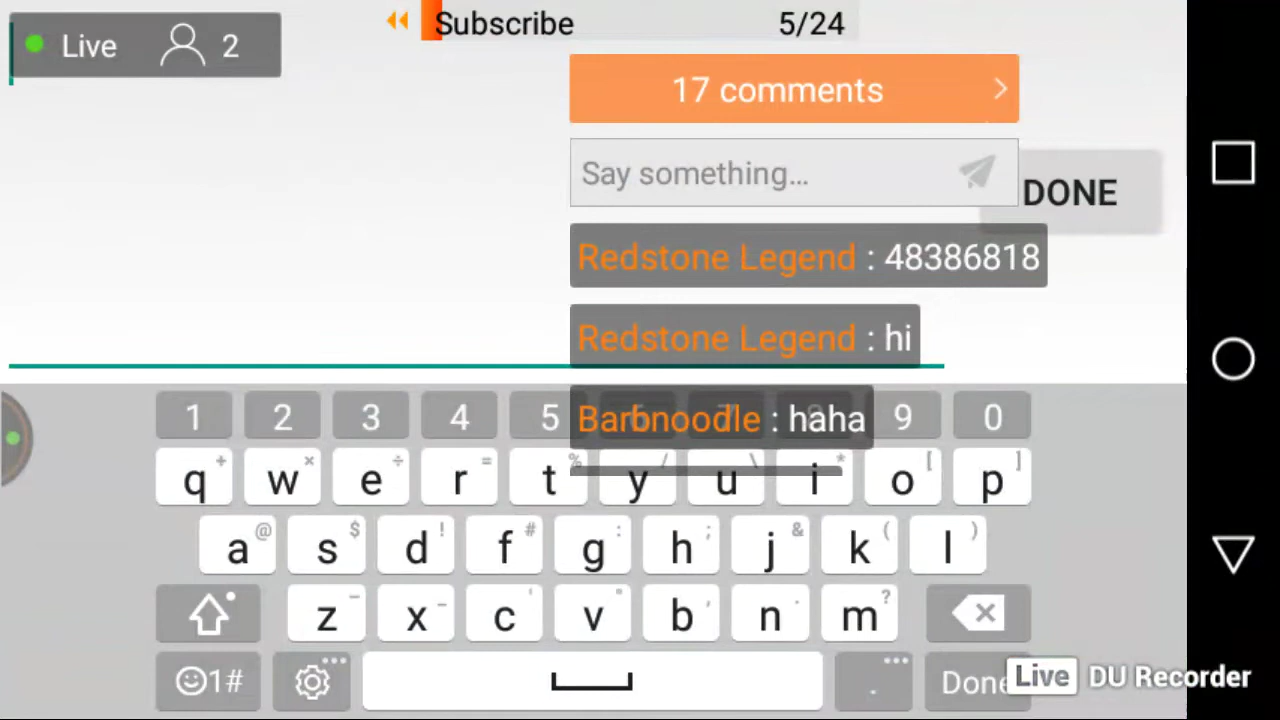 Live 2
Subscribe 5/24
17 comments
Say something...
DONE
Redstone Legend : 48386818
Redstone Legend : hi
Barbnoodle : haha
1 2 3 4 5 9 0
q + w × e ÷ r = t % y / u \ i * o [ p ]
a @ s $ d ! f # g : h ; j & k ( l )
z x c v b n m ?
1# . Done
Live DU Recorder